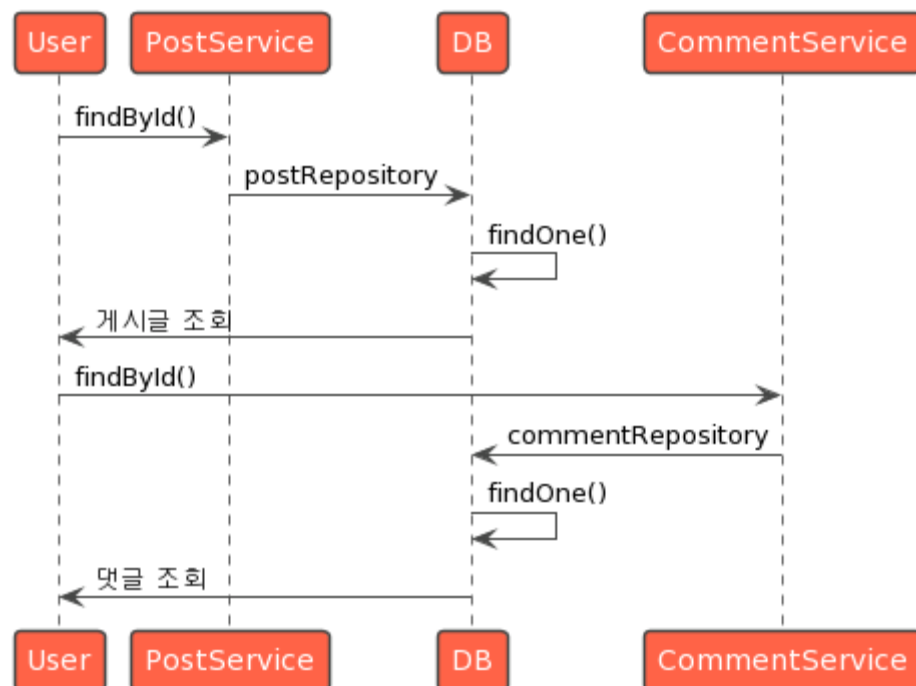 User PostService DB CommentService
findById()
postRepository
findOne()
게시글 조회
findById()
commentRepository
findOne()
댓글 조회
User PostService DB CommentService